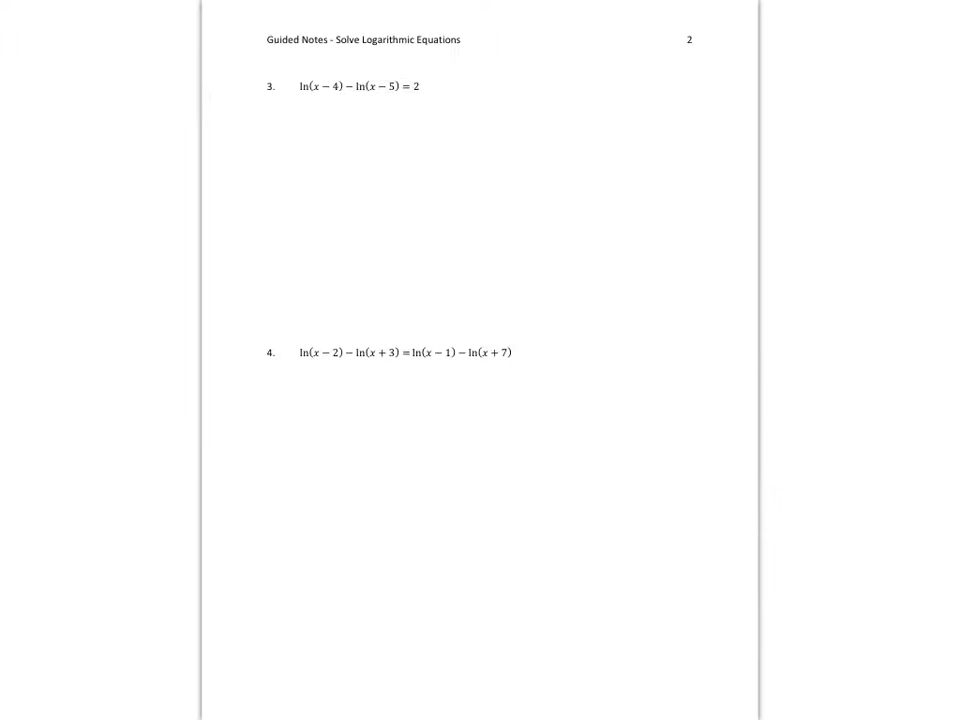 Guided Notes - Solve Logarithmic Equations 2
3. ln(x − 4) − ln(x − 5) = 2
4. ln(x − 2) − ln(x + 3) = ln(x − 1) − ln(x + 7)